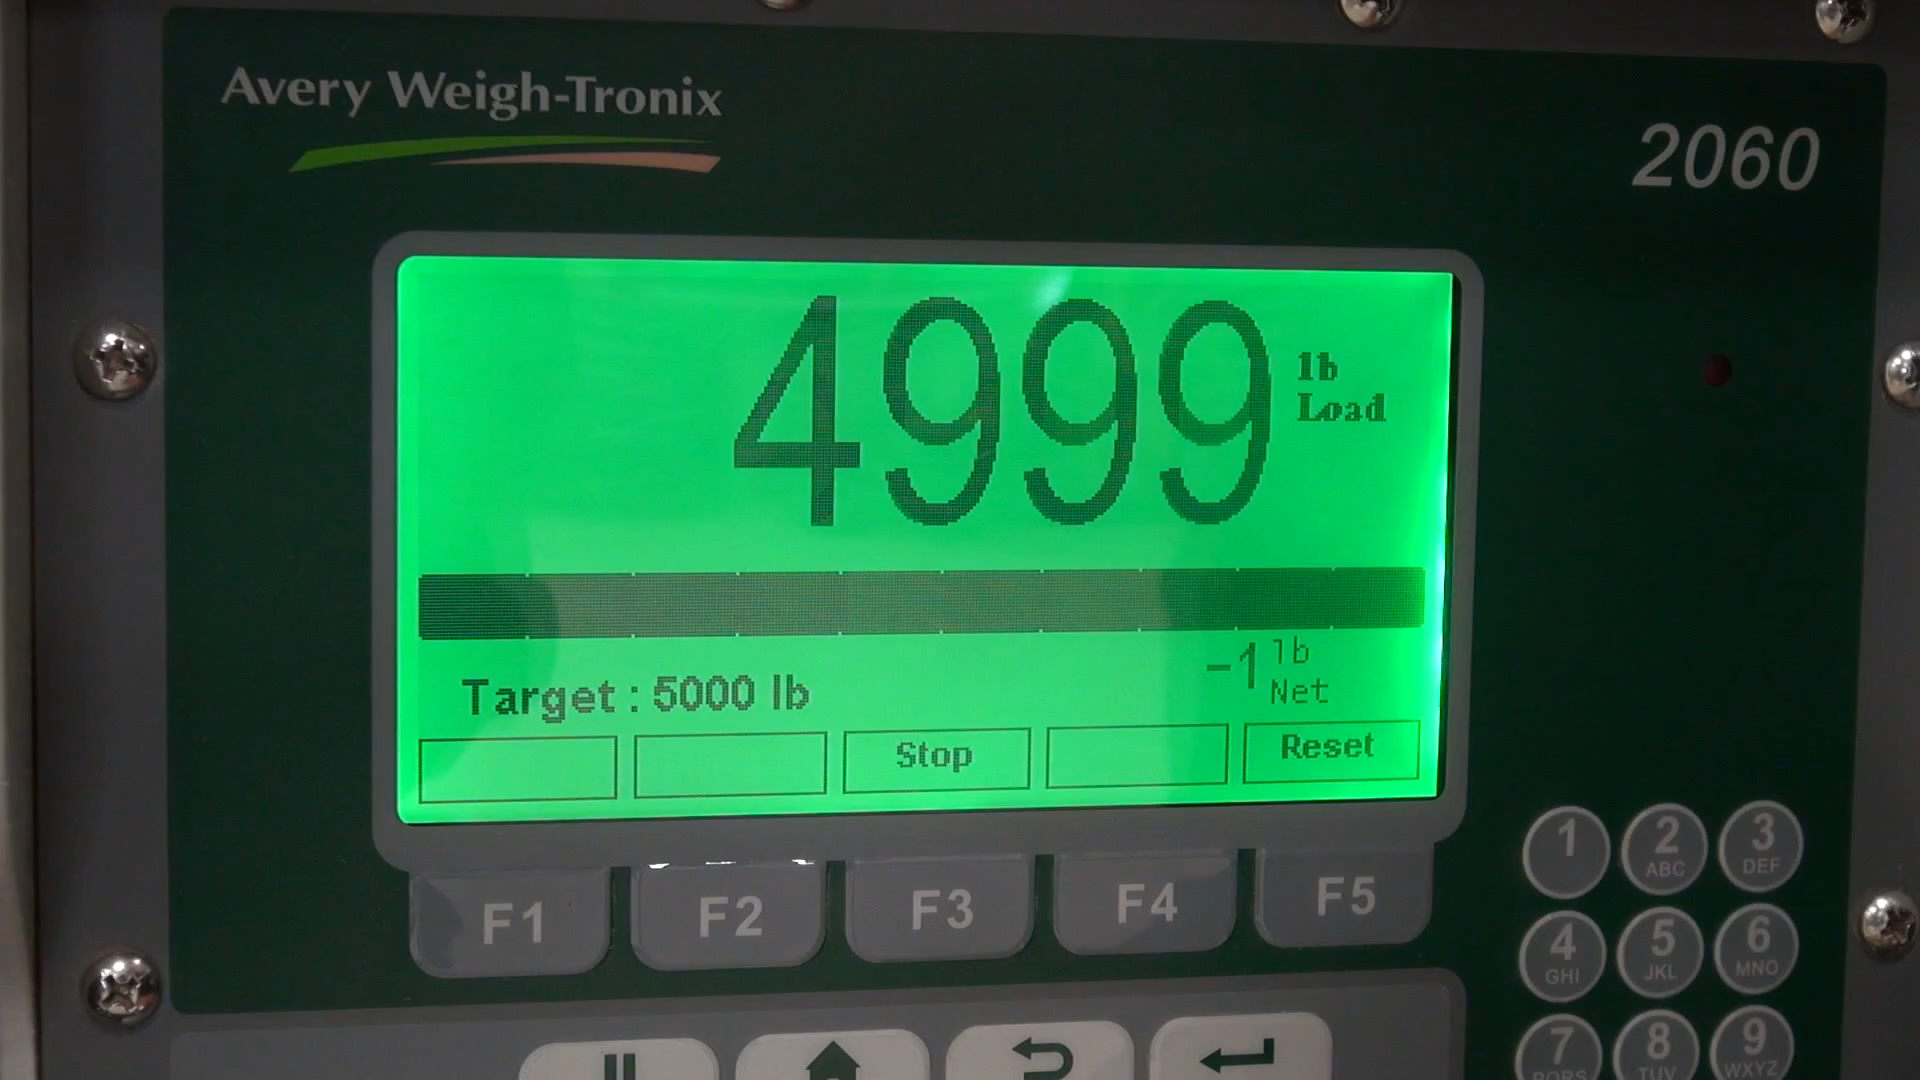 Avery Weigh-Tronix
2060
4999 lb
Load
-1 lb
Net
Target : 5000 lb
Stop
Reset
F1 F2 F3 F4 F5
1 2 3
ABC DEF
4 5 6
GHI JKL MNO
7 8 9
PQRS TUV WXYZ